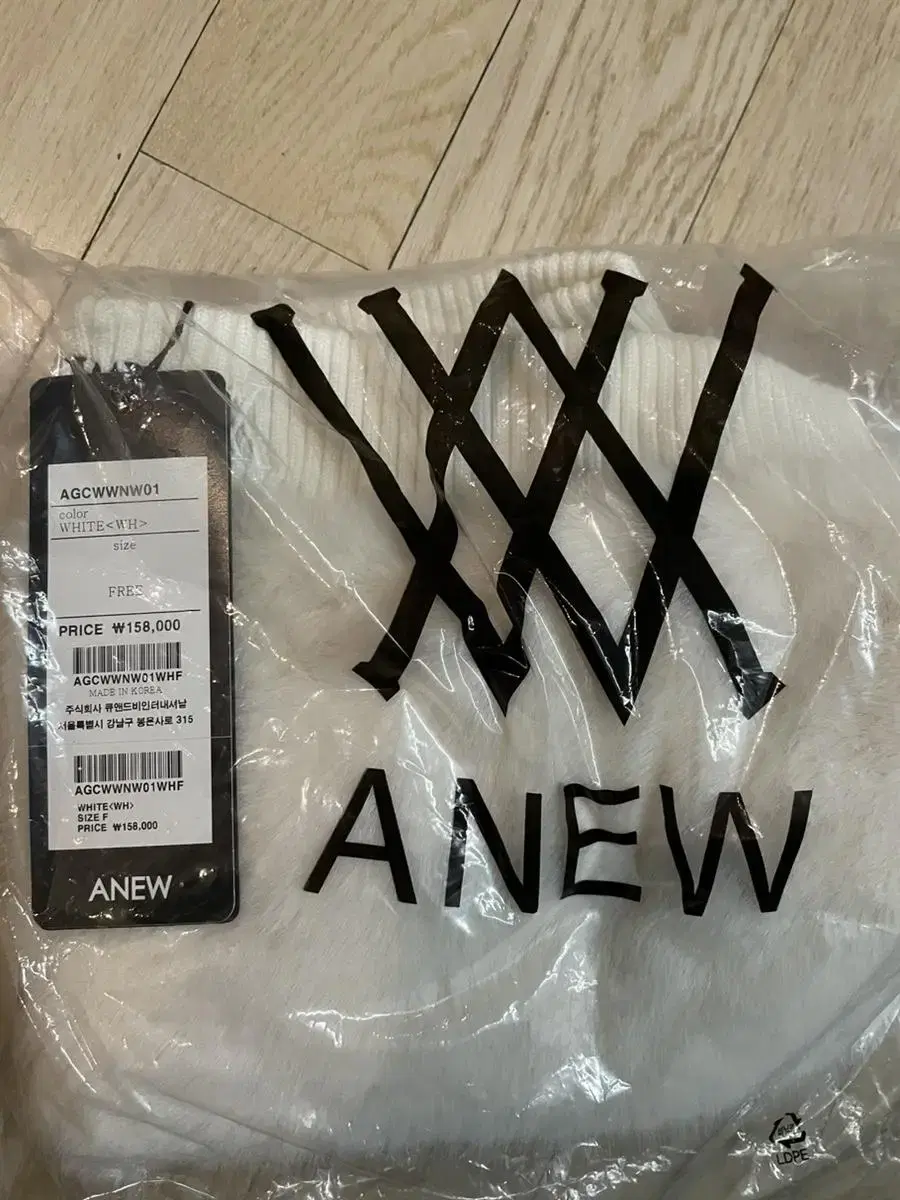 AGCWWNW01
color
WHITE<WH>
size
FREE
PRICE ₩158,000
AGCWWNW01WHF
MADE IN KOREA
주식회사 큐앤드비인터내셔날
서울특별시 강남구 봉은사로 315
AGCWWNW01WHF
WHITE<WH>
SIZE F
PRICE ₩158,000
ANEW
ANEW
LDPE